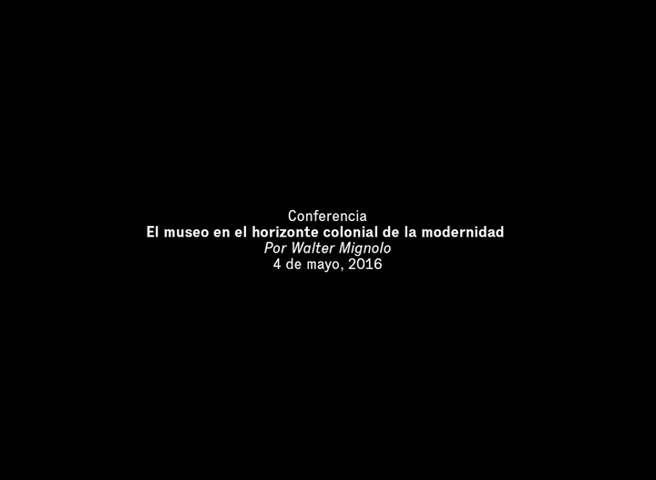 Conferencia
El museo en el horizonte colonial de la modernidad
Por Walter Mignolo
4 de mayo, 2016